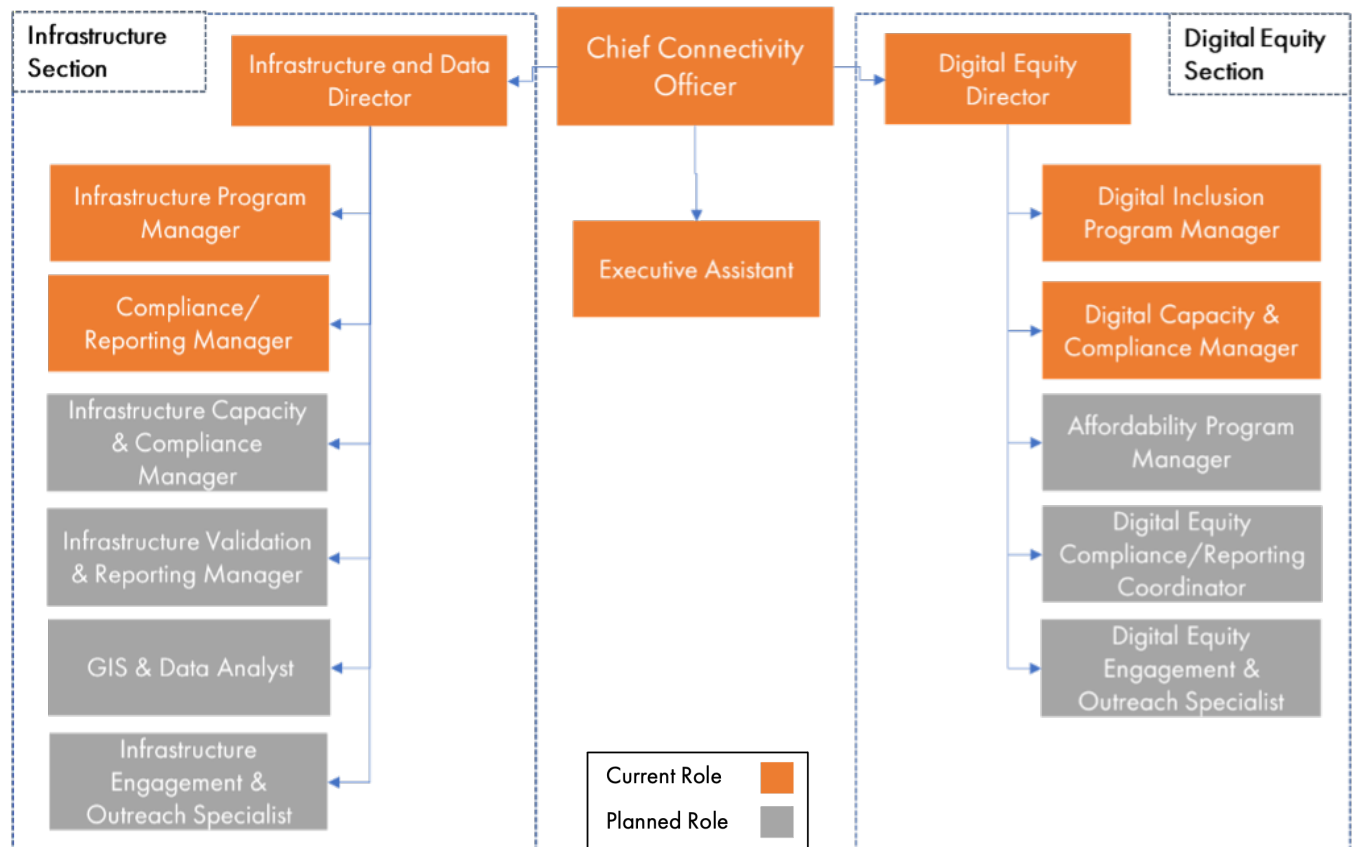 Infrastructure
Section
Infrastructure and Data
Director
Chief Connectivity
Officer
Digital Equity
Director
Digital Equity
Section
Infrastructure Program
Manager
Compliance/
Reporting Manager
Infrastructure Capacity
& Compliance
Manager
Infrastructure Validation
& Reporting Manager
GIS & Data Analyst
Infrastructure
Engagement &
Outreach Specialist
Executive Assistant
Digital Inclusion
Program Manager
Digital Capacity &
Compliance Manager
Affordability Program
Manager
Digital Equity
Compliance/Reporting
Coordinator
Digital Equity
Engagement &
Outreach Specialist
Current Role
Planned Role